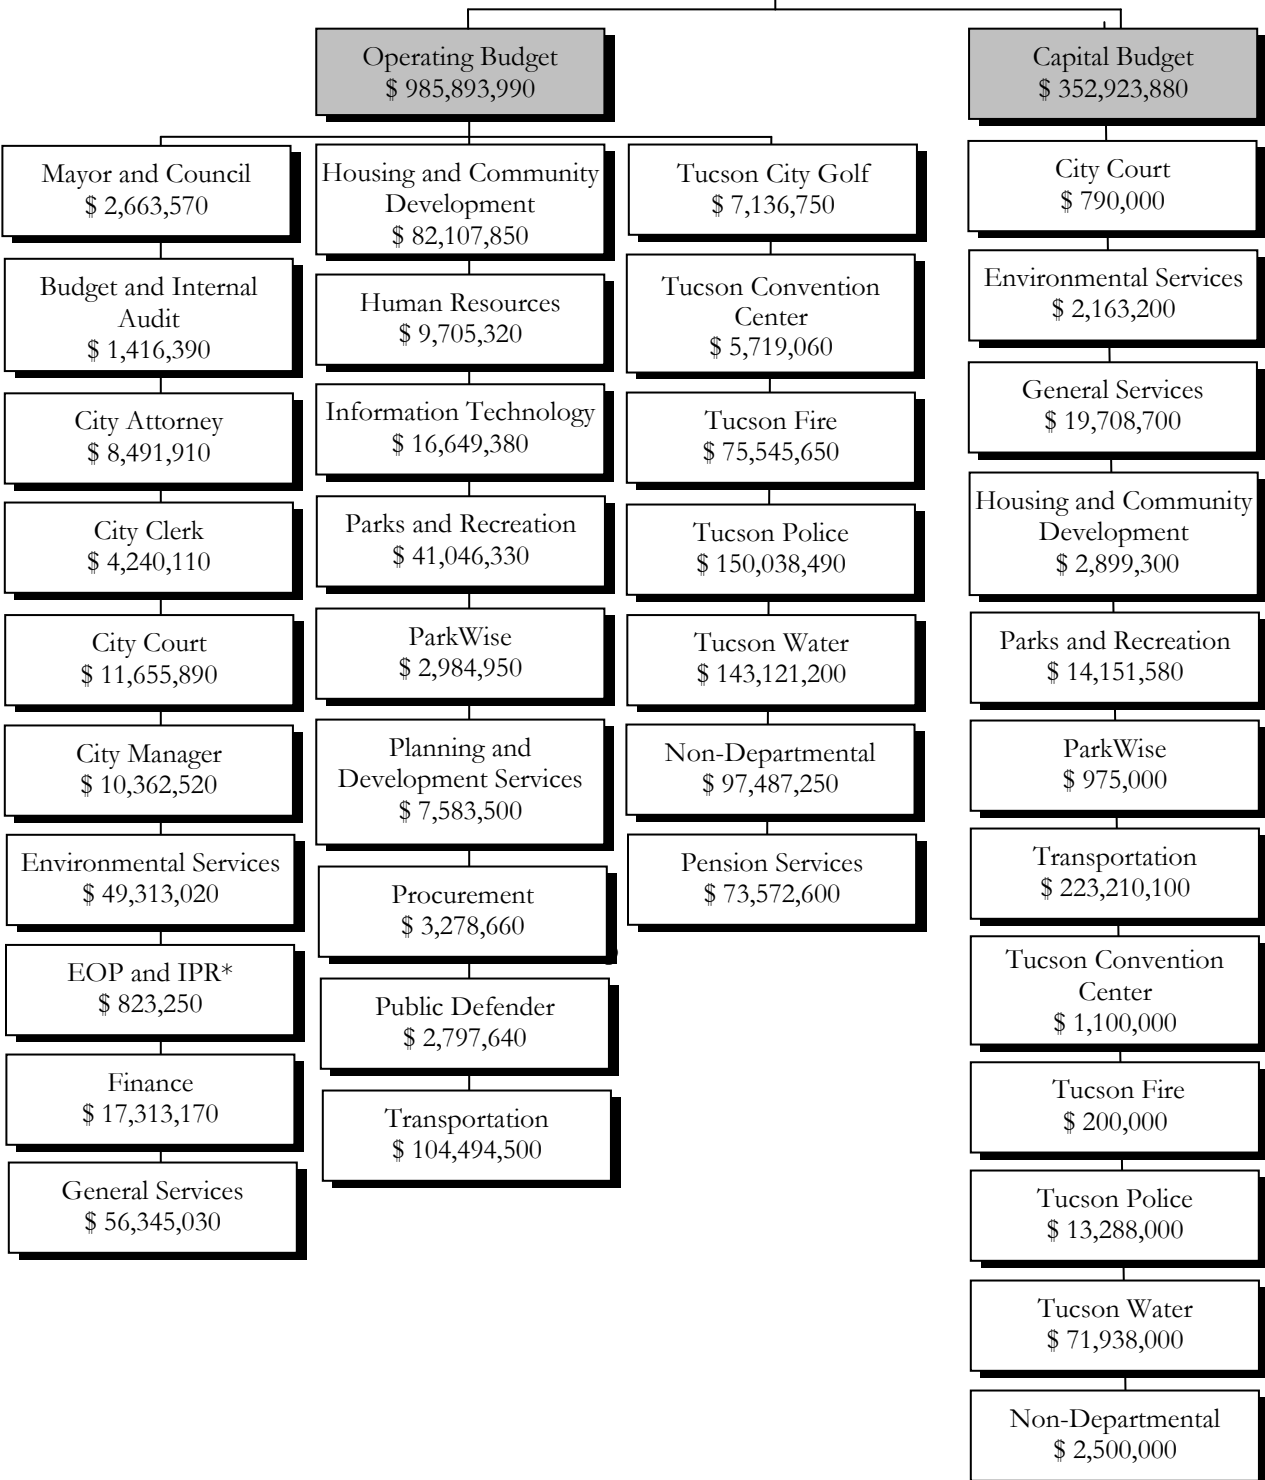 Operating Budget
$ 985,893,990
Capital Budget
$ 352,923,880
Mayor and Council
$ 2,663,570
Budget and Internal
Audit
$ 1,416,390
City Attorney
$ 8,491,910
City Clerk
$ 4,240,110
City Court
$ 11,655,890
City Manager
$ 10,362,520
Environmental Services
$ 49,313,020
EOP and IPR*
$ 823,250
Finance
$ 17,313,170
General Services
$ 56,345,030
Housing and Community
Development
$ 82,107,850
Human Resources
$ 9,705,320
Information Technology
$ 16,649,380
Parks and Recreation
$ 41,046,330
ParkWise
$ 2,984,950
Planning and
Development Services
$ 7,583,500
Procurement
$ 3,278,660
Public Defender
$ 2,797,640
Transportation
$ 104,494,500
Tucson City Golf
$ 7,136,750
Tucson Convention
Center
$ 5,719,060
Tucson Fire
$ 75,545,650
Tucson Police
$ 150,038,490
Tucson Water
$ 143,121,200
Non-Departmental
$ 97,487,250
Pension Services
$ 73,572,600
City Court
$ 790,000
Environmental Services
$ 2,163,200
General Services
$ 19,708,700
Housing and Community
Development
$ 2,899,300
Parks and Recreation
$ 14,151,580
ParkWise
$ 975,000
Transportation
$ 223,210,100
Tucson Convention
Center
$ 1,100,000
Tucson Fire
$ 200,000
Tucson Police
$ 13,288,000
Tucson Water
$ 71,938,000
Non-Departmental
$ 2,500,000